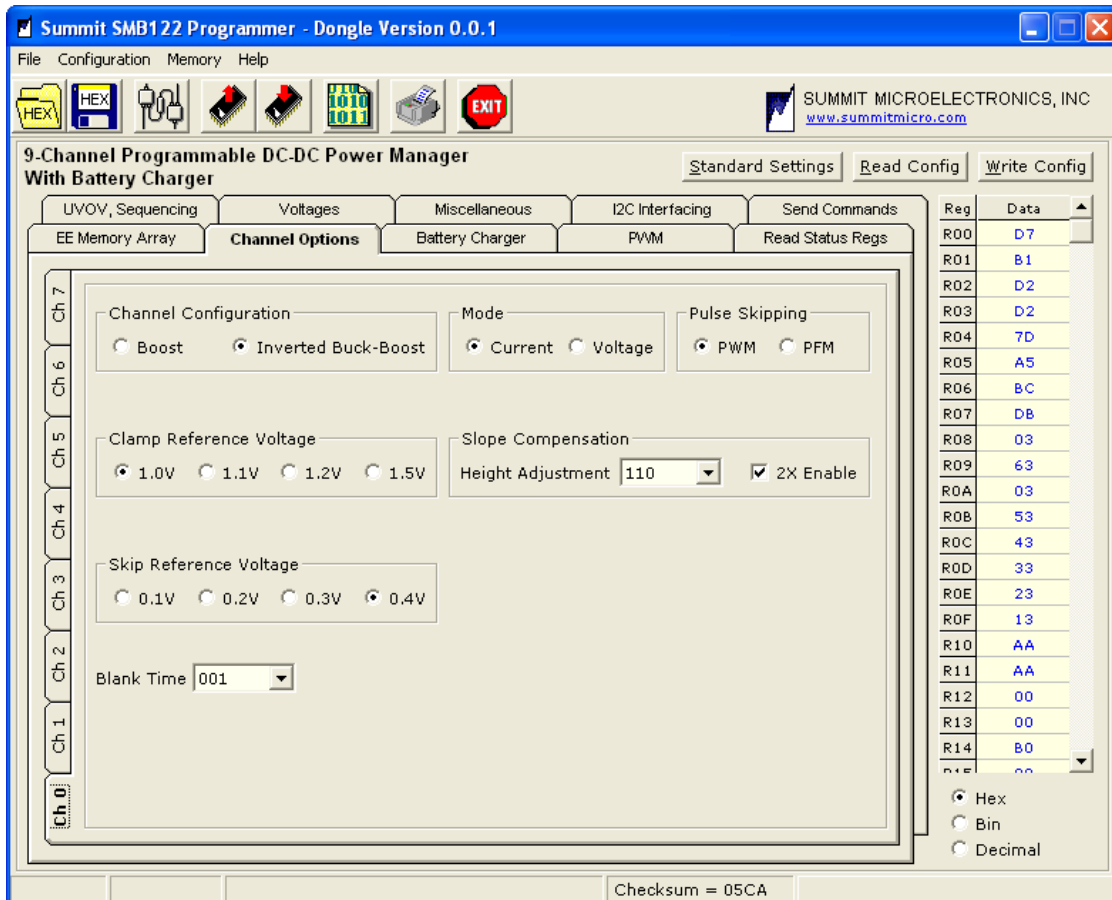 Summit SMB122 Programmer - Dongle Version 0.0.1
File Configuration Memory Help
HEX HEX 1010 1011 EXIT
SUMMIT MICROELECTRONICS, INC
www.summitmicro.com
9-Channel Programmable DC-DC Power Manager
With Battery Charger
Standard Settings Read Config Write Config
UVOV, Sequencing Voltages Miscellaneous I2C Interfacing Send Commands
EE Memory Array Channel Options Battery Charger PWM Read Status Regs
Ch 7
Ch 6
Ch 5
Ch 4
Ch 3
Ch 2
Ch 1
Ch 0
Channel Configuration
Boost Inverted Buck-Boost
Mode
Current Voltage
Pulse Skipping
PWM PFM
Clamp Reference Voltage
1.0V 1.1V 1.2V 1.5V
Slope Compensation
Height Adjustment 110 2X Enable
Skip Reference Voltage
0.1V 0.2V 0.3V 0.4V
Blank Time 001
Reg Data
R00 D7
R01 B1
R02 D2
R03 D2
R04 7D
R05 A5
R06 BC
R07 DB
R08 03
R09 63
R0A 03
R0B 53
R0C 43
R0D 33
R0E 23
R0F 13
R10 AA
R11 AA
R12 00
R13 00
R14 B0
Hex
Bin
Decimal
Checksum = 05CA